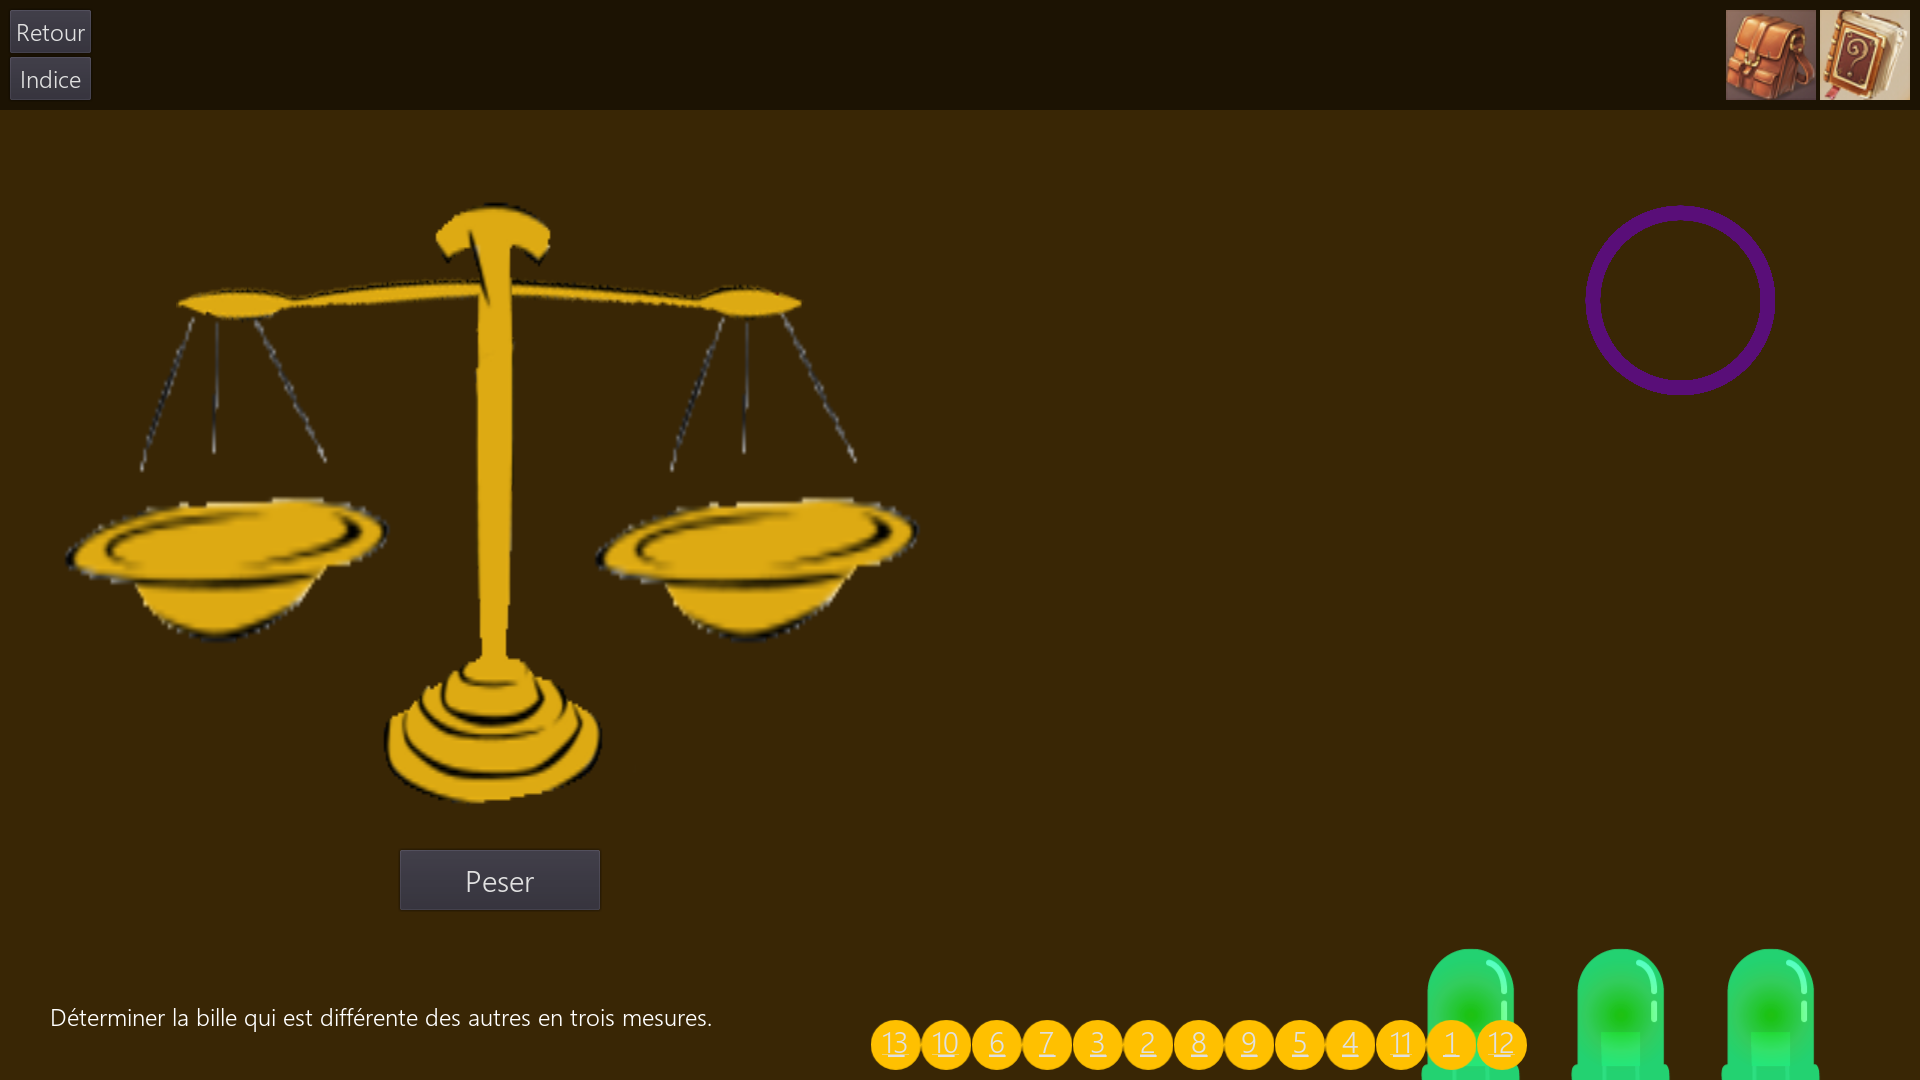 Retour
Indice
Peser
Déterminer la bille qui est différente des autres en trois mesures.
13 10 6 7 3 2 8 9 5 4 11 1 12